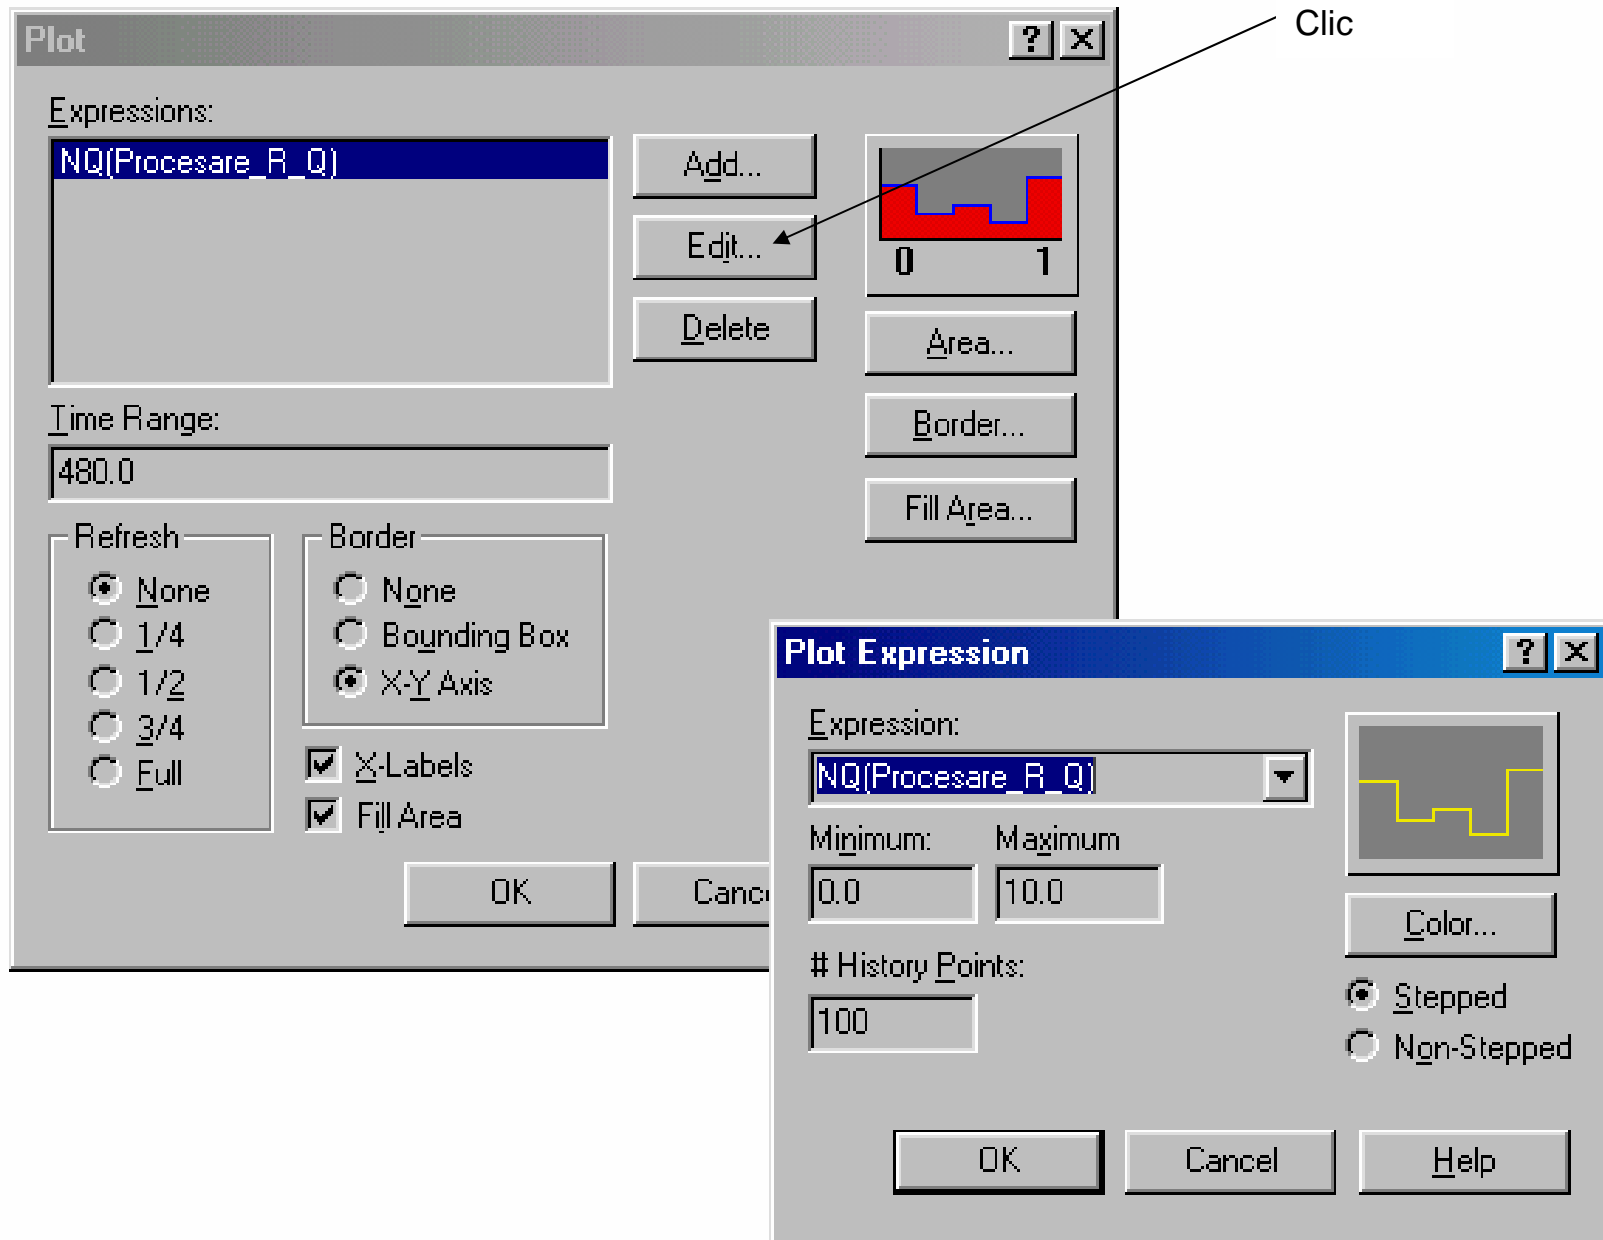 Clic
Plot
Expressions:
NQ(Procesare_R_Q)
Add...
Edit...
Delete
0 1
Area...
Border...
Fill Area...
Time Range:
480.0
Refresh
None
1/4
1/2
3/4
Full
Border
None
Bounding Box
X-Y Axis
X-Labels
Fill Area
OK
Plot Expression
Expression:
NQ(Procesare_R_Q)
Minimum: Maximum
0.0 10.0
# History Points:
100
Color...
Stepped
Non-Stepped
OK Cancel Help